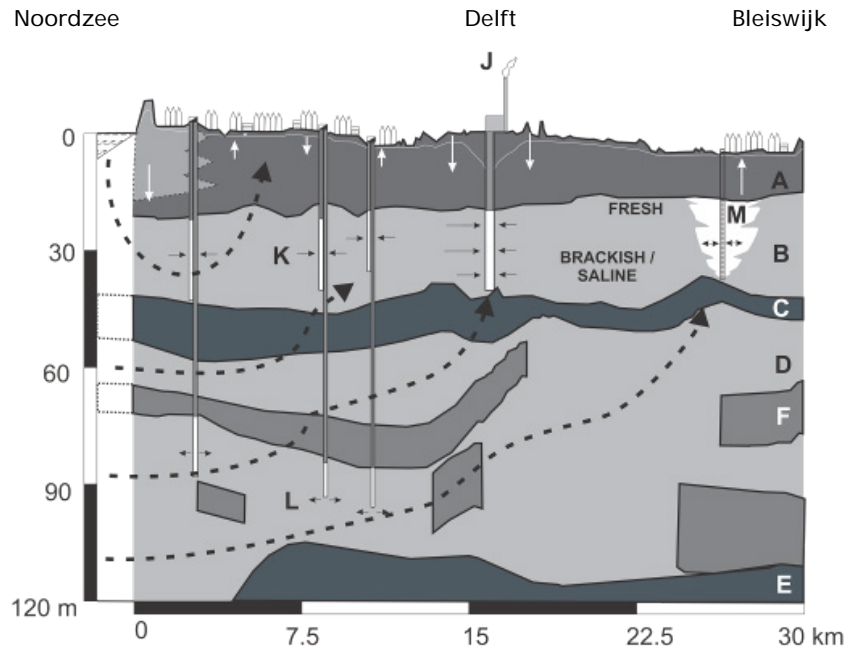 Noordzee Delft Bleiswijk
J
0
A
FRESH M
K B
30 BRACKISH /
SALINE
C
60 D
F
90 L
E
120 m
0 7.5 15 22.5 30 km